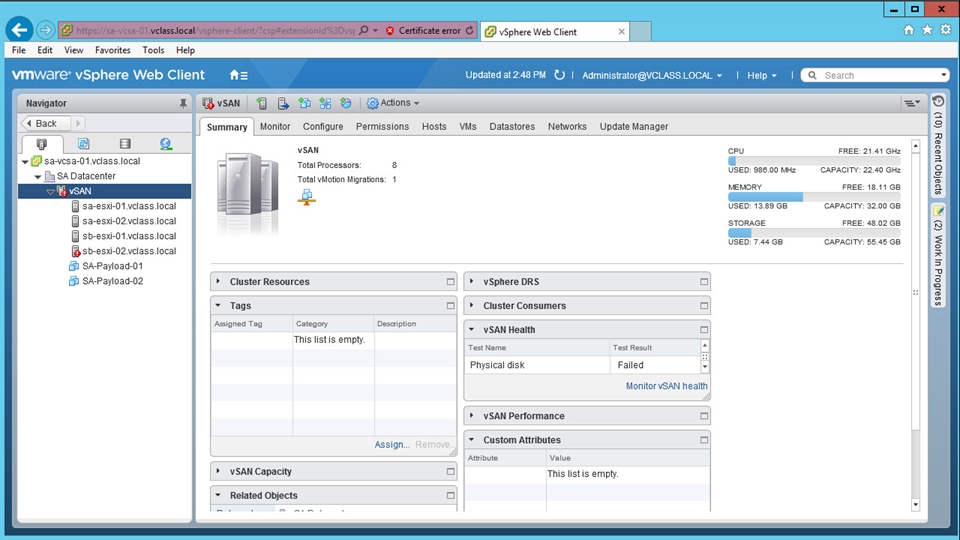 https://sa-vcsa-01.vclass.local/vsphere-client/?csp#extensionId%3Dvsp
Certificate error
vSphere Web Client
File Edit View Favorites Tools Help
vmware® vSphere Web Client
Updated at 2:48 PM
Administrator@VCLASS.LOCAL
Help
Search
Navigator
Back
sa-vcsa-01.vclass.local
SA Datacenter
vSAN
sa-esxi-01.vclass.local
sa-esxi-02.vclass.local
sb-esxi-01.vclass.local
sb-esxi-02.vclass.local
SA-Payload-01
SA-Payload-02
vSAN
Actions
Summary Monitor Configure Permissions Hosts VMs Datastores Networks Update Manager
vSAN
Total Processors: 8
Total vMotion Migrations: 1
CPU FREE: 21.41 GHz
USED: 986.00 MHz CAPACITY: 22.40 GHz
MEMORY FREE: 18.11 GB
USED: 13.89 GB CAPACITY: 32.00 GB
STORAGE FREE: 48.02 GB
USED: 7.44 GB CAPACITY: 55.45 GB
Cluster Resources
Tags
Assigned Tag Category Description
This list is empty.
Assign... Remove...
vSAN Capacity
Related Objects
vSphere DRS
Cluster Consumers
vSAN Health
Test Name Test Result
Physical disk Failed
Monitor vSAN health
vSAN Performance
Custom Attributes
Attribute Value
This list is empty.
(10) Recent Objects
(2) Work In Progress